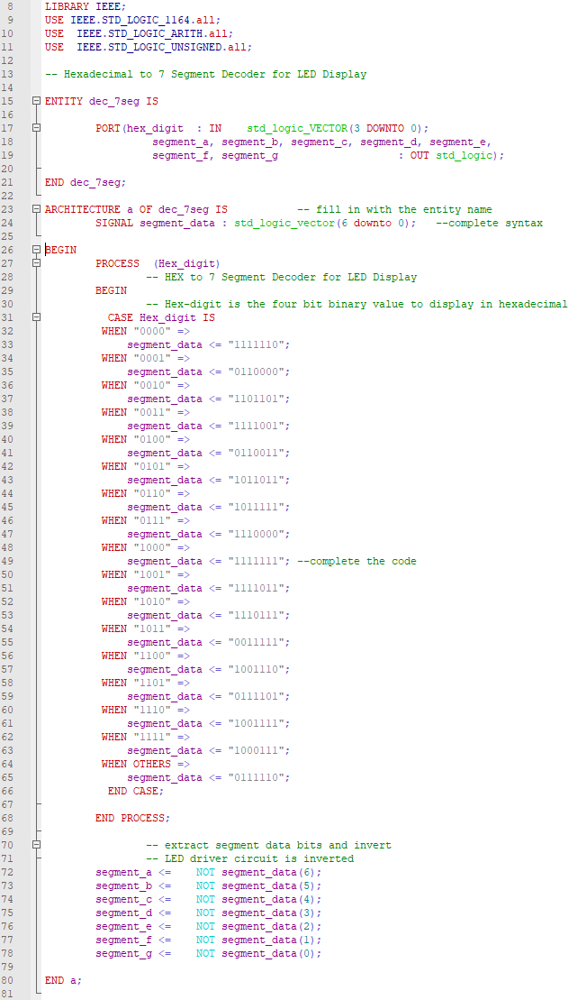 8 LIBRARY IEEE;
9 USE IEEE.STD_LOGIC_1164.all;
10 USE  IEEE.STD_LOGIC_ARITH.all;
11 USE  IEEE.STD_LOGIC_UNSIGNED.all;
12
13 -- Hexadecimal to 7 Segment Decoder for LED Display
14
15 ENTITY dec_7seg IS
16
17         PORT(hex_digit  : IN    std_logic_VECTOR(3 DOWNTO 0);
18                  segment_a, segment_b, segment_c, segment_d, segment_e,
19                  segment_f, segment_g                   : OUT std_logic);
20
21 END dec_7seg;
22
23 ARCHITECTURE a OF dec_7seg IS           -- fill in with the entity name
24         SIGNAL segment_data : std_logic_vector(6 downto 0);   --complete syntax
25
26 BEGIN
27         PROCESS  (Hex_digit)
28                 -- HEX to 7 Segment Decoder for LED Display
29         BEGIN
30                 -- Hex-digit is the four bit binary value to display in hexadecimal
31           CASE Hex_digit IS
32          WHEN "0000" =>
33              segment_data <= "1111110";
34          WHEN "0001" =>
35              segment_data <= "0110000";
36          WHEN "0010" =>
37              segment_data <= "1101101";
38          WHEN "0011" =>
39              segment_data <= "1111001";
40          WHEN "0100" =>
41              segment_data <= "0110011";
42          WHEN "0101" =>
43              segment_data <= "1011011";
44          WHEN "0110" =>
45              segment_data <= "1011111";
46          WHEN "0111" =>
47              segment_data <= "1110000";
48          WHEN "1000" =>
49              segment_data <= "1111111"; --complete the code
50          WHEN "1001" =>
51              segment_data <= "1111011";
52          WHEN "1010" =>
53              segment_data <= "1110111";
54          WHEN "1011" =>
55              segment_data <= "0011111";
56          WHEN "1100" =>
57              segment_data <= "1001110";
58          WHEN "1101" =>
59              segment_data <= "0111101";
60          WHEN "1110" =>
61              segment_data <= "1001111";
62          WHEN "1111" =>
63              segment_data <= "1000111";
64          WHEN OTHERS =>
65              segment_data <= "0111110";
66           END CASE;
67
68         END PROCESS;
69
70                 -- extract segment data bits and invert
71                 -- LED driver circuit is inverted
72         segment_a <=    NOT segment_data(6);
73         segment_b <=    NOT segment_data(5);
74         segment_c <=    NOT segment_data(4);
75         segment_d <=    NOT segment_data(3);
76         segment_e <=    NOT segment_data(2);
77         segment_f <=    NOT segment_data(1);
78         segment_g <=    NOT segment_data(0);
79
80 END a;
81